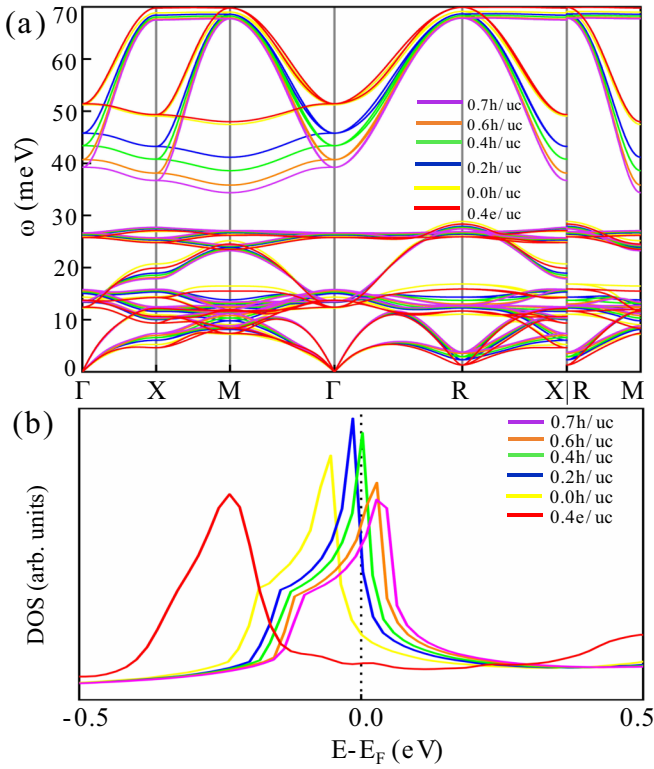 (a)
70
60
50
40
30
20
10
0
ω (meV)
0.7h/uc
0.6h/uc
0.4h/uc
0.2h/uc
0.0h/uc
0.4e/uc
Γ X M Γ R X|R M
(b)
0.7h/uc
0.6h/uc
0.4h/uc
0.2h/uc
0.0h/uc
0.4e/uc
DOS (arb. units)
-0.5 0.0 0.5
E-E_F (eV)